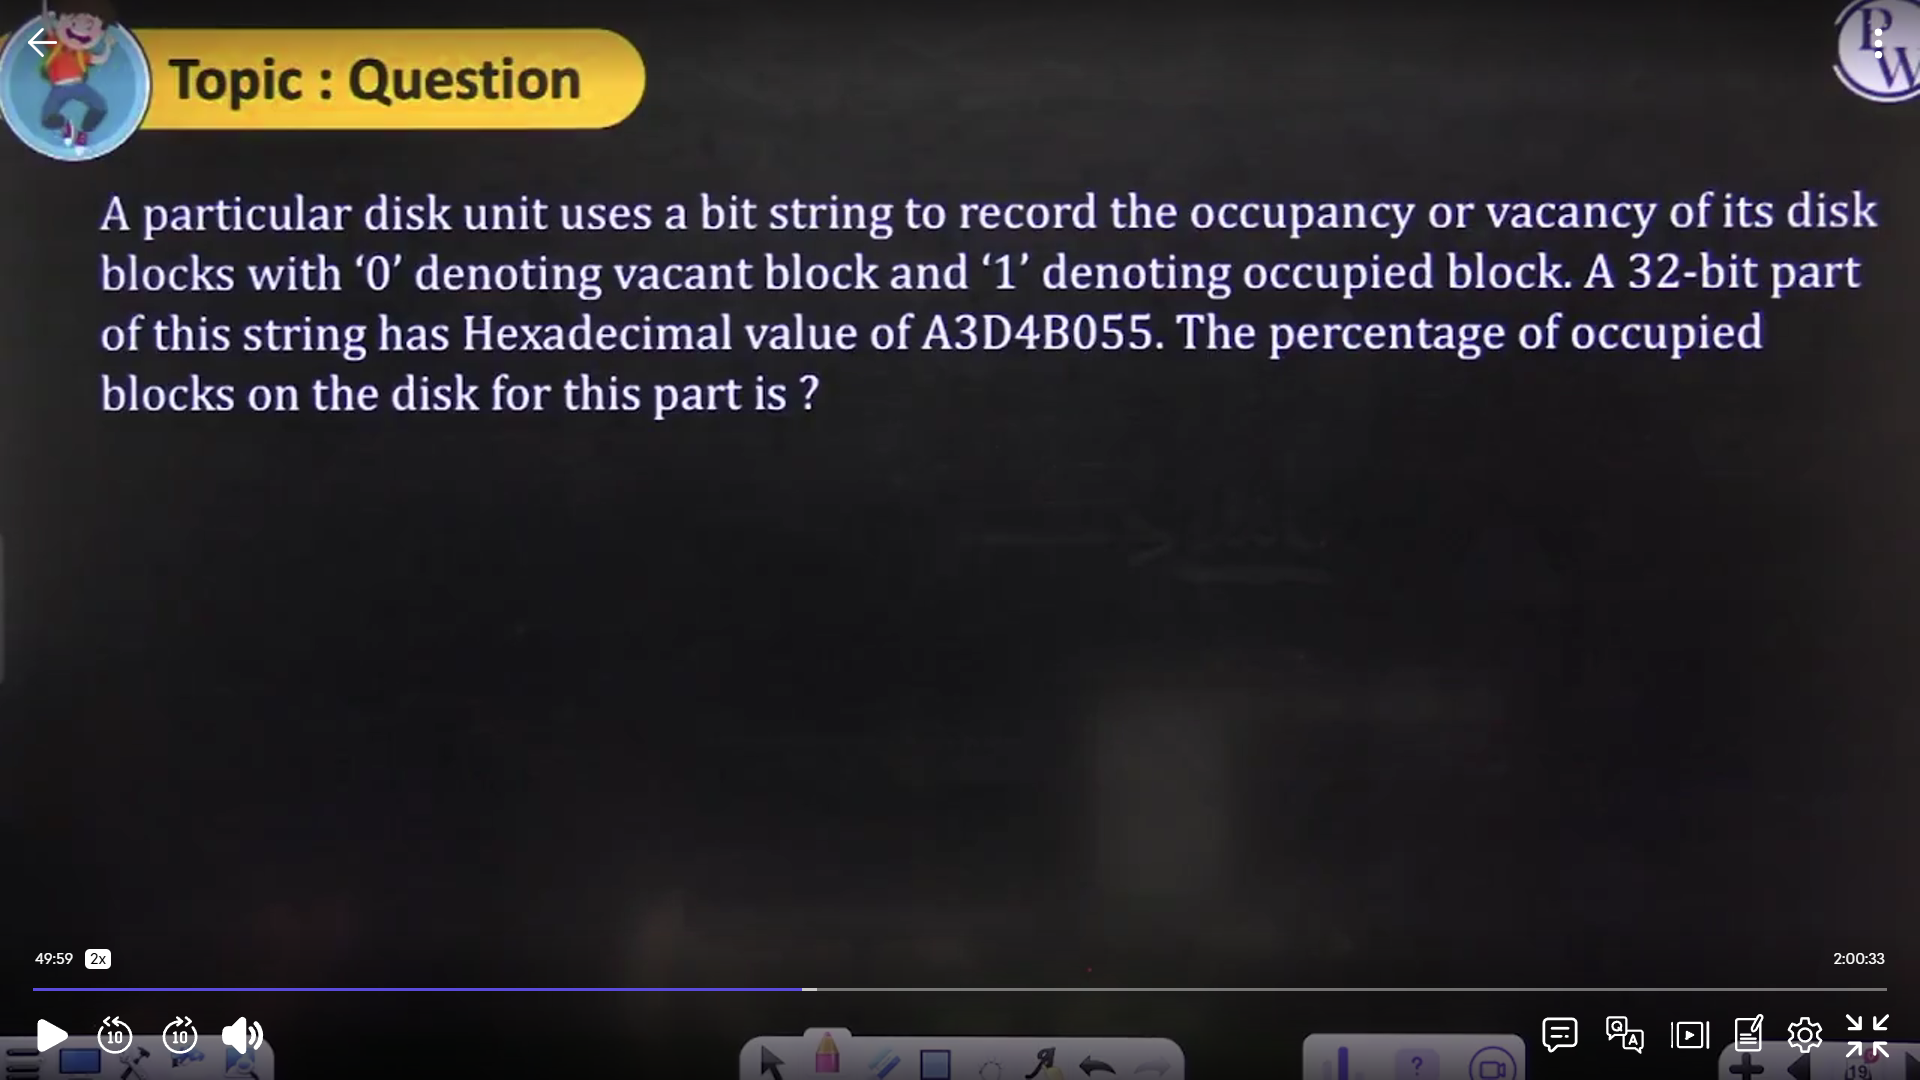 Topic : Question
PW
A particular disk unit uses a bit string to record the occupancy or vacancy of its disk
blocks with ‘0’ denoting vacant block and ‘1’ denoting occupied block. A 32-bit part
of this string has Hexadecimal value of A3D4B055. The percentage of occupied
blocks on the disk for this part is ?
49:59 2x 2:00:33
10 10 Q A
? 19